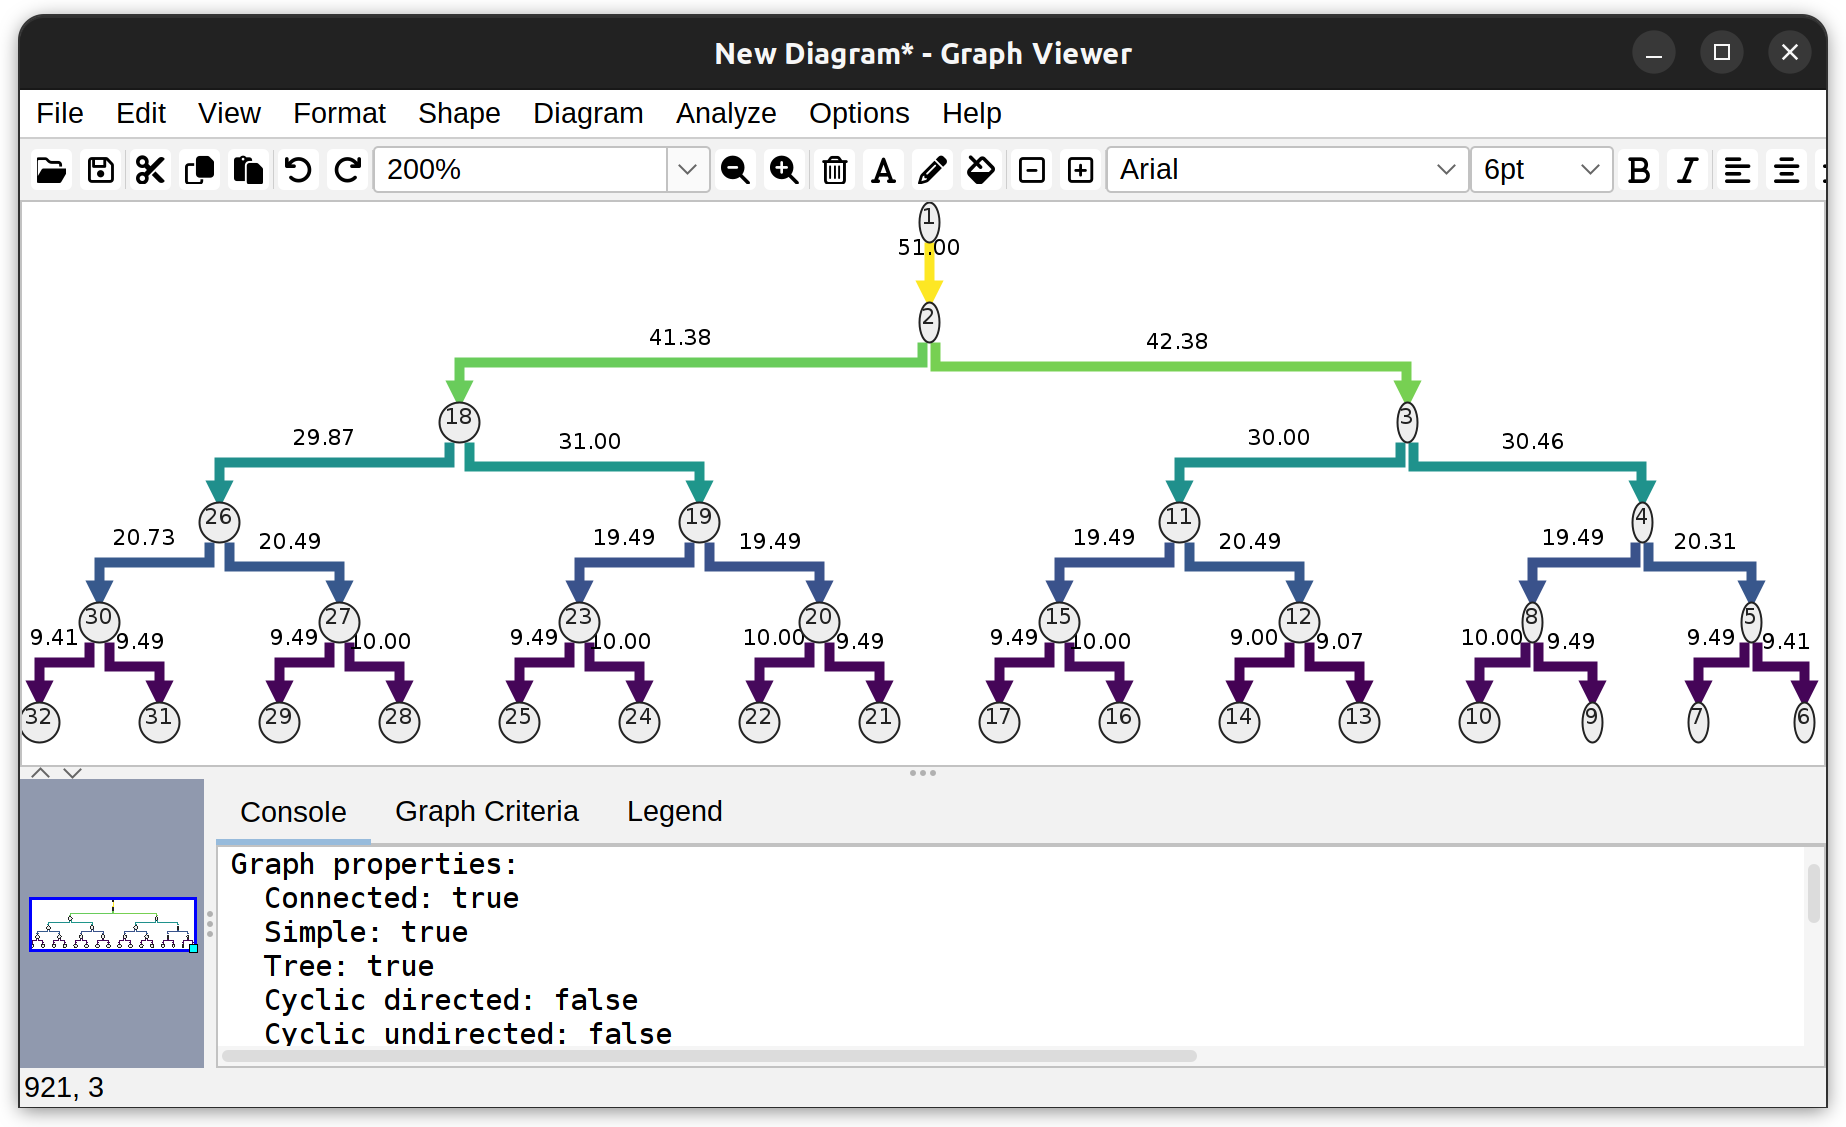 New Diagram* - Graph Viewer
File Edit View Format Shape Diagram Analyze Options Help
200% Arial 6pt
1
51.00
2
41.38 42.38
18 3
29.87 31.00 30.00 30.46
26 19 11 4
20.73 20.49 19.49 19.49 19.49 20.49 19.49 20.31
30 27 23 20 15 12 8 5
9.41 9.49 9.49 10.00 9.49 10.00 10.00 9.49 9.49 10.00 9.00 9.07 10.00 9.49 9.49 9.41
32 31 29 28 25 24 22 21 17 16 14 13 10 9 7 6
Console Graph Criteria Legend
Graph properties:
Connected: true
Simple: true
Tree: true
Cyclic directed: false
Cyclic undirected: false
921, 3